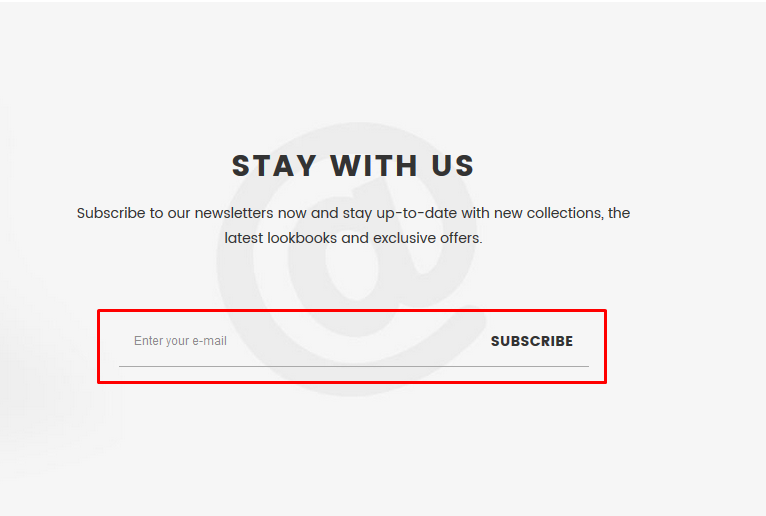 STAY WITH US
Subscribe to our newsletters now and stay up-to-date with new collections, the
latest lookbooks and exclusive offers.
Enter your e-mail
SUBSCRIBE